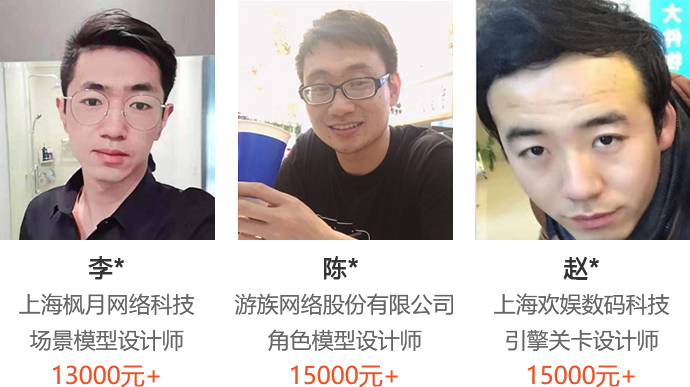 大件物
李*
陈*
赵*
上海枫月网络科技
游族网络股份有限公司
上海欢娱数码科技
场景模型设计师
角色模型设计师
引擎关卡设计师
13000元+
15000元+
15000元+